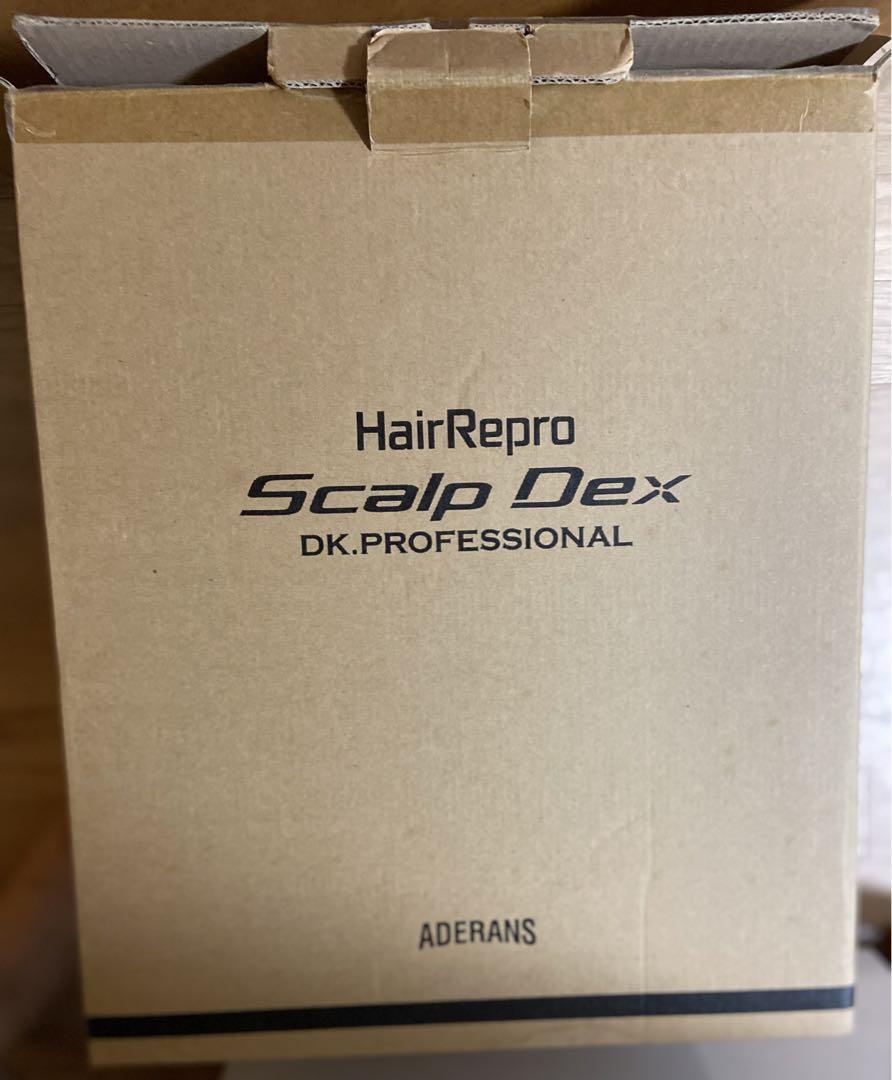 HairRepro
Scalp Dex
DK.PROFESSIONAL
ADERANS